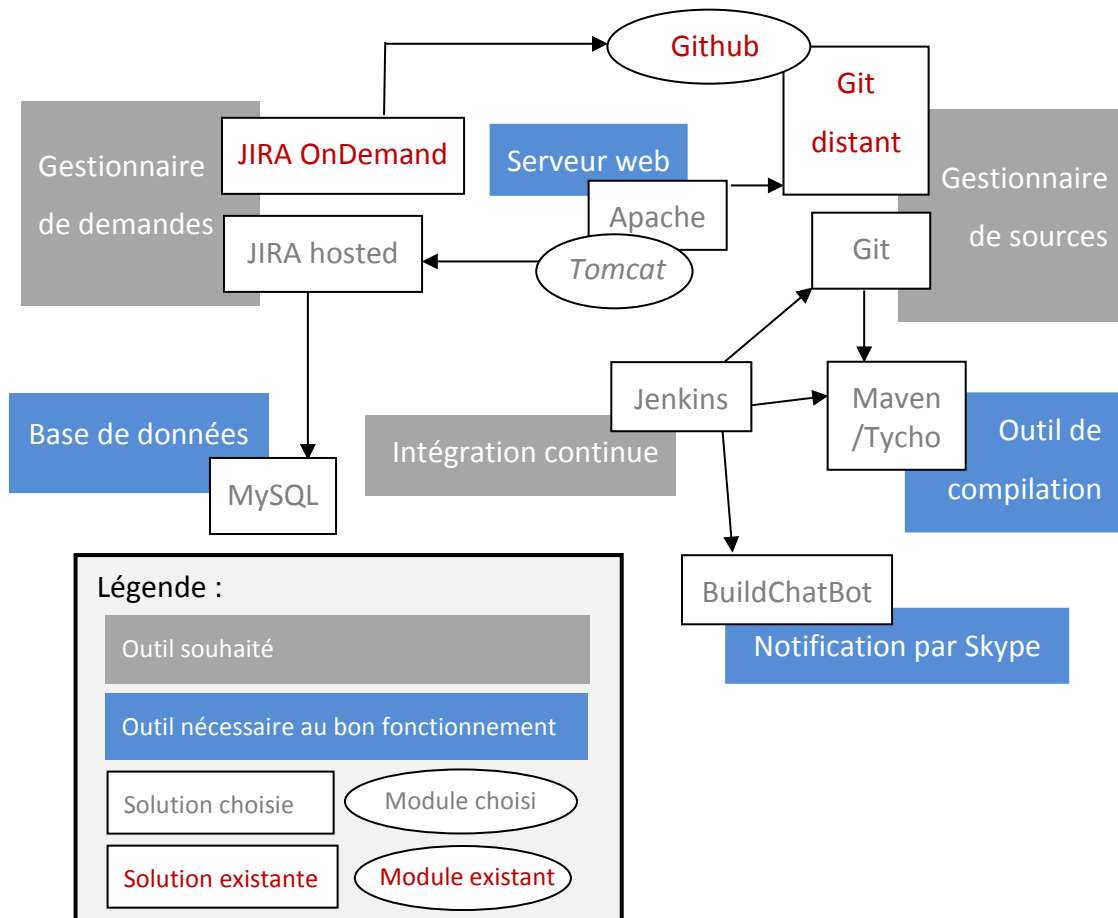 Github
Git
distant
JIRA OnDemand
Gestionnaire
de demandes
Serveur web
Gestionnaire
de sources
Apache
JIRA hosted
Tomcat
Git
Jenkins
Maven
/Tycho
Base de données
Intégration continue
Outil de
compilation
MySQL
BuildChatBot
Notification par Skype
Légende :
Outil souhaité
Outil nécessaire au bon fonctionnement
Solution choisie
Module choisi
Solution existante
Module existant